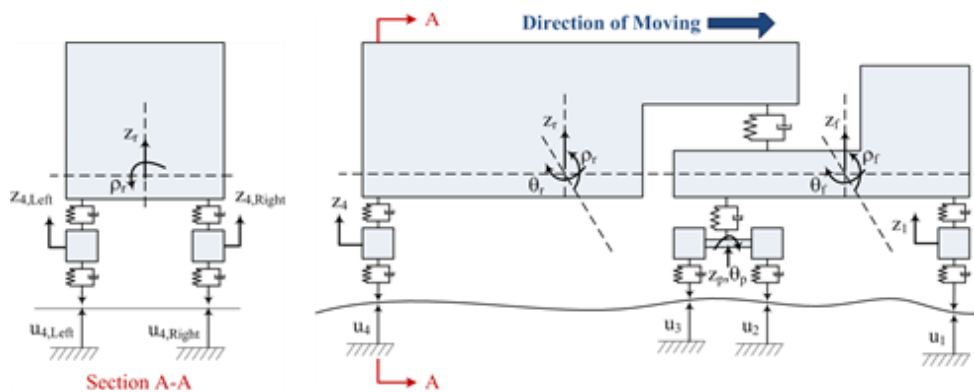 A
Direction of Moving
z_r
ρ_r
z_4,Left
z_4,Right
u_4,Left
u_4,Right
Section A-A
z_r
ρ_r
θ_r
z_f
ρ_f
θ_f
z_4
z_p,θ_p
z_1
u_4
u_3
u_2
u_1
A